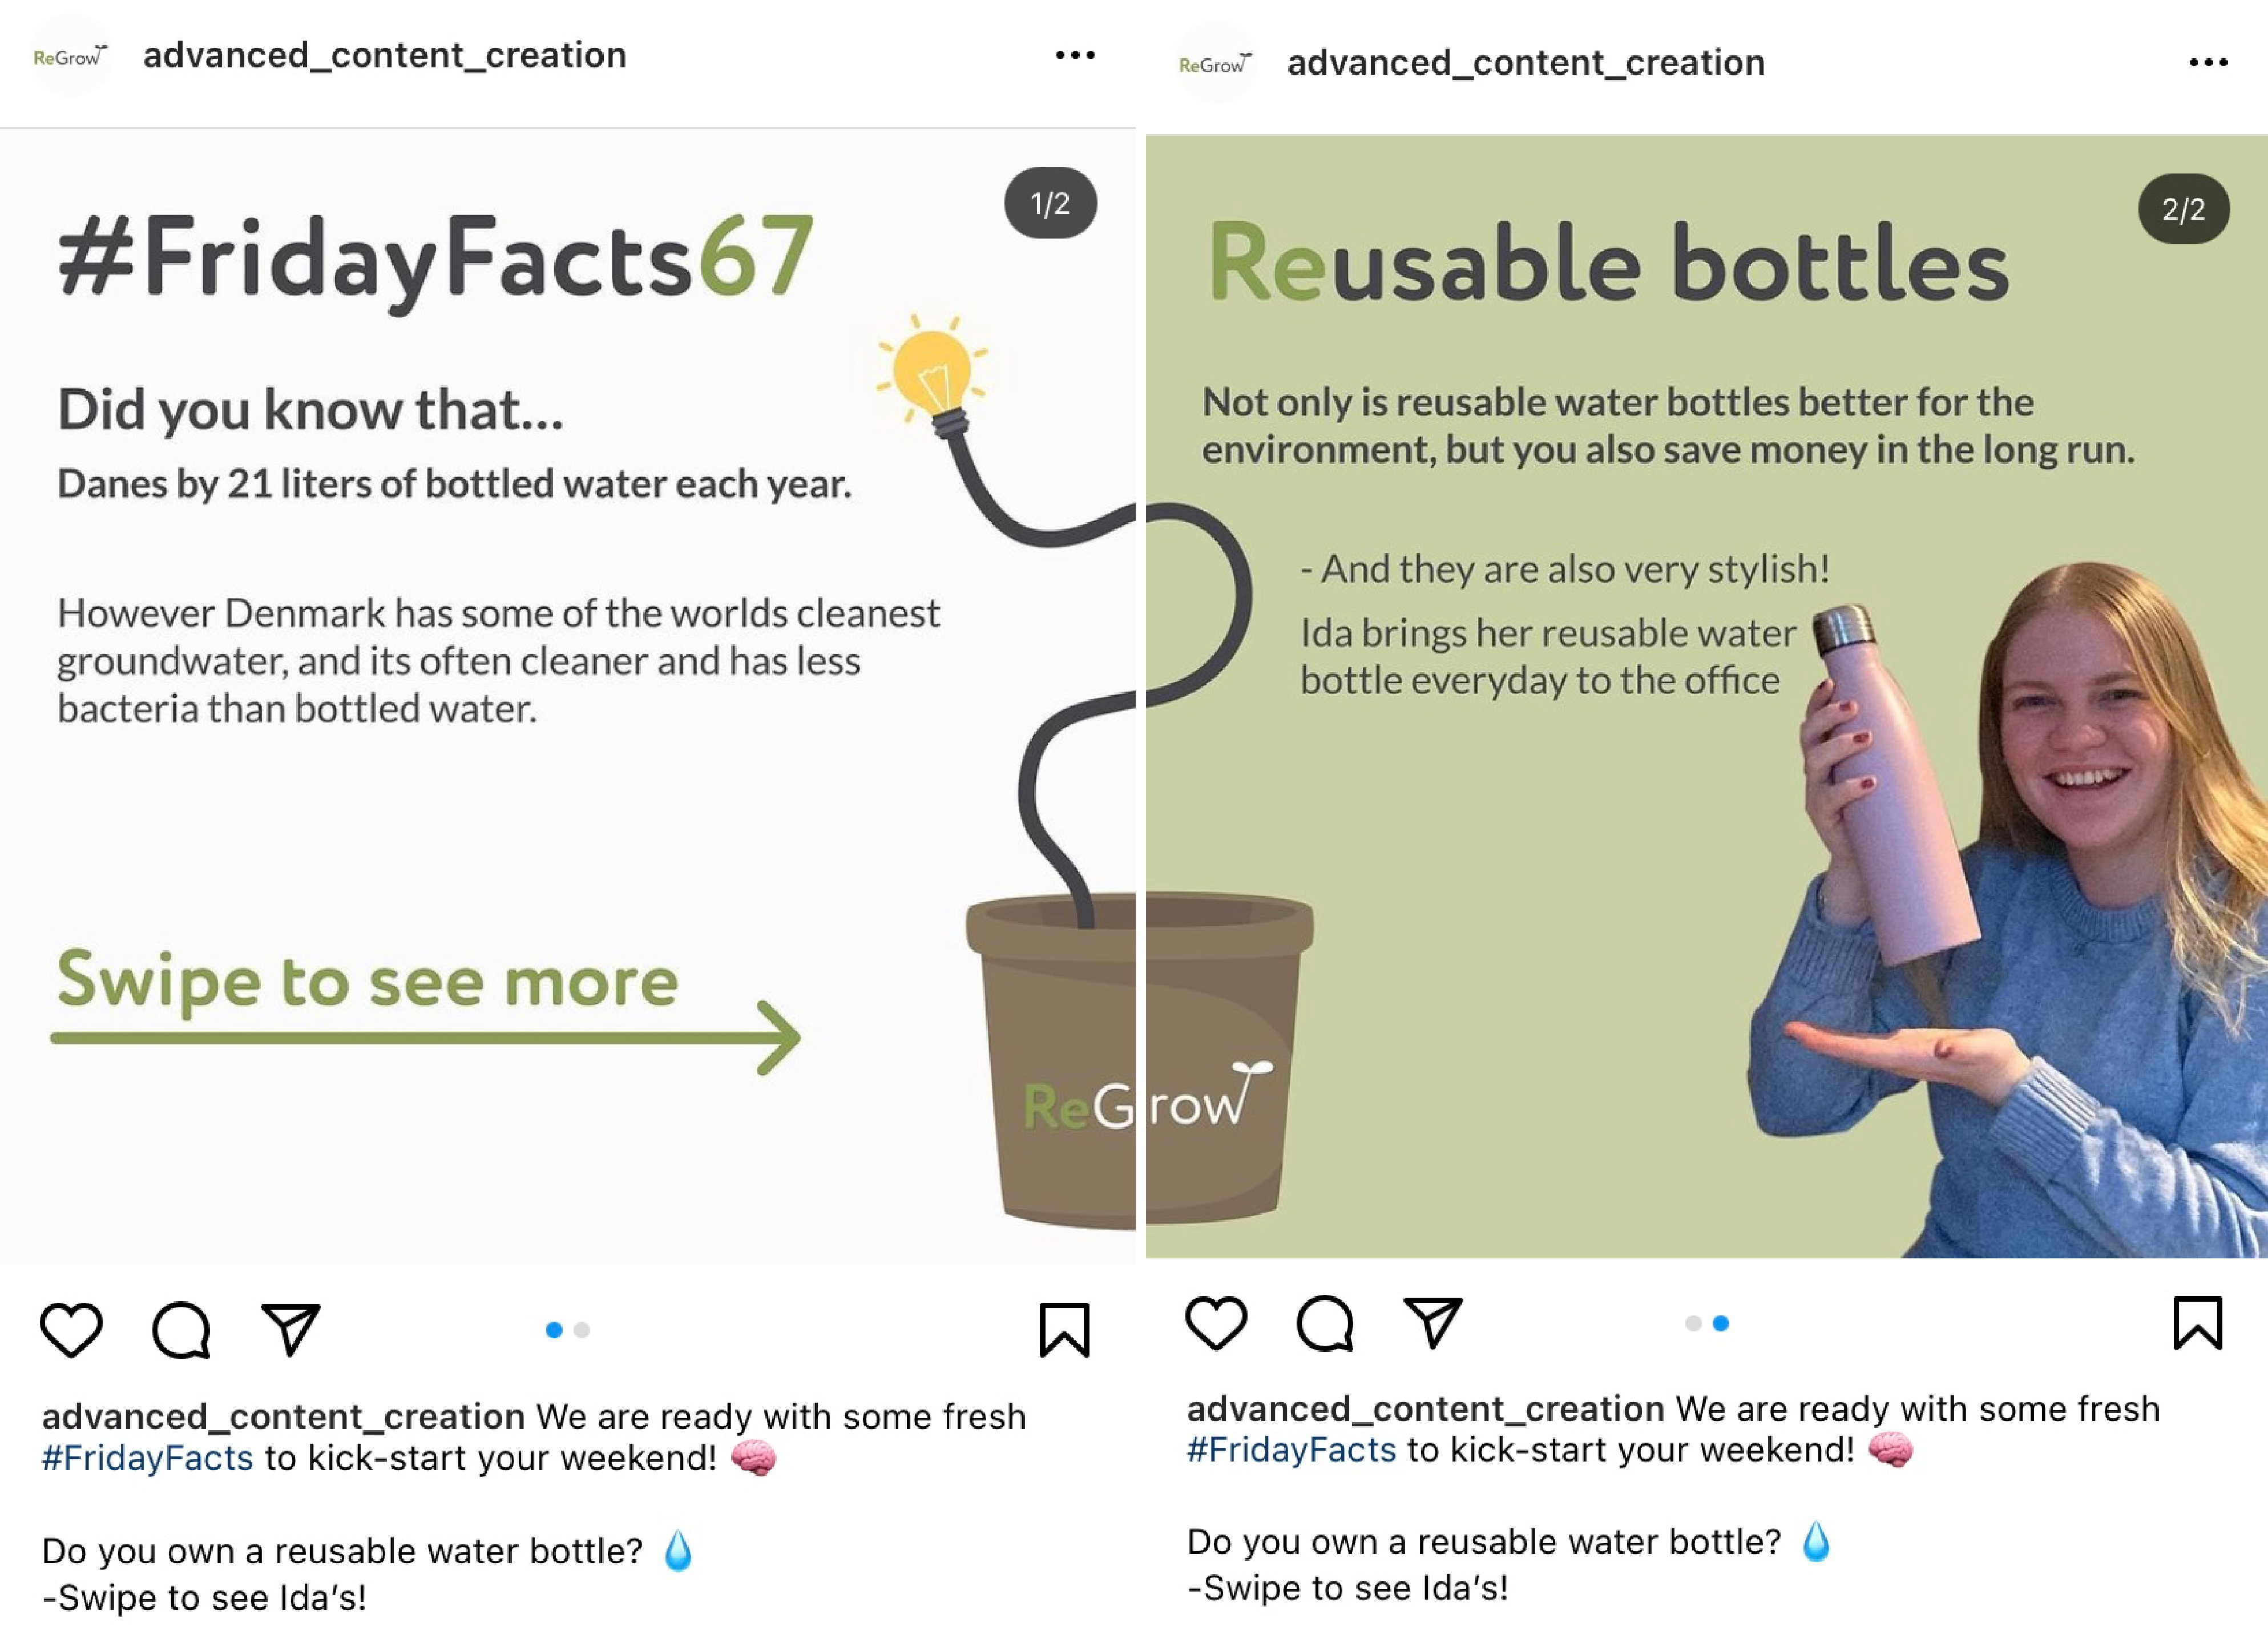 ReGrow advanced_content_creation
1/2
#FridayFacts67
Did you know that...
Danes by 21 liters of bottled water each year.
However Denmark has some of the worlds cleanest
groundwater, and its often cleaner and has less
bacteria than bottled water.
Swipe to see more
ReG
advanced_content_creation We are ready with some fresh
#FridayFacts to kick-start your weekend! 🧠
Do you own a reusable water bottle? 💧
-Swipe to see Ida's!
ReGrow advanced_content_creation
2/2
Reusable bottles
Not only is reusable water bottles better for the
environment, but you also save money in the long run.
- And they are also very stylish!
Ida brings her reusable water
bottle everyday to the office
row
advanced_content_creation We are ready with some fresh
#FridayFacts to kick-start your weekend! 🧠
Do you own a reusable water bottle? 💧
-Swipe to see Ida's!